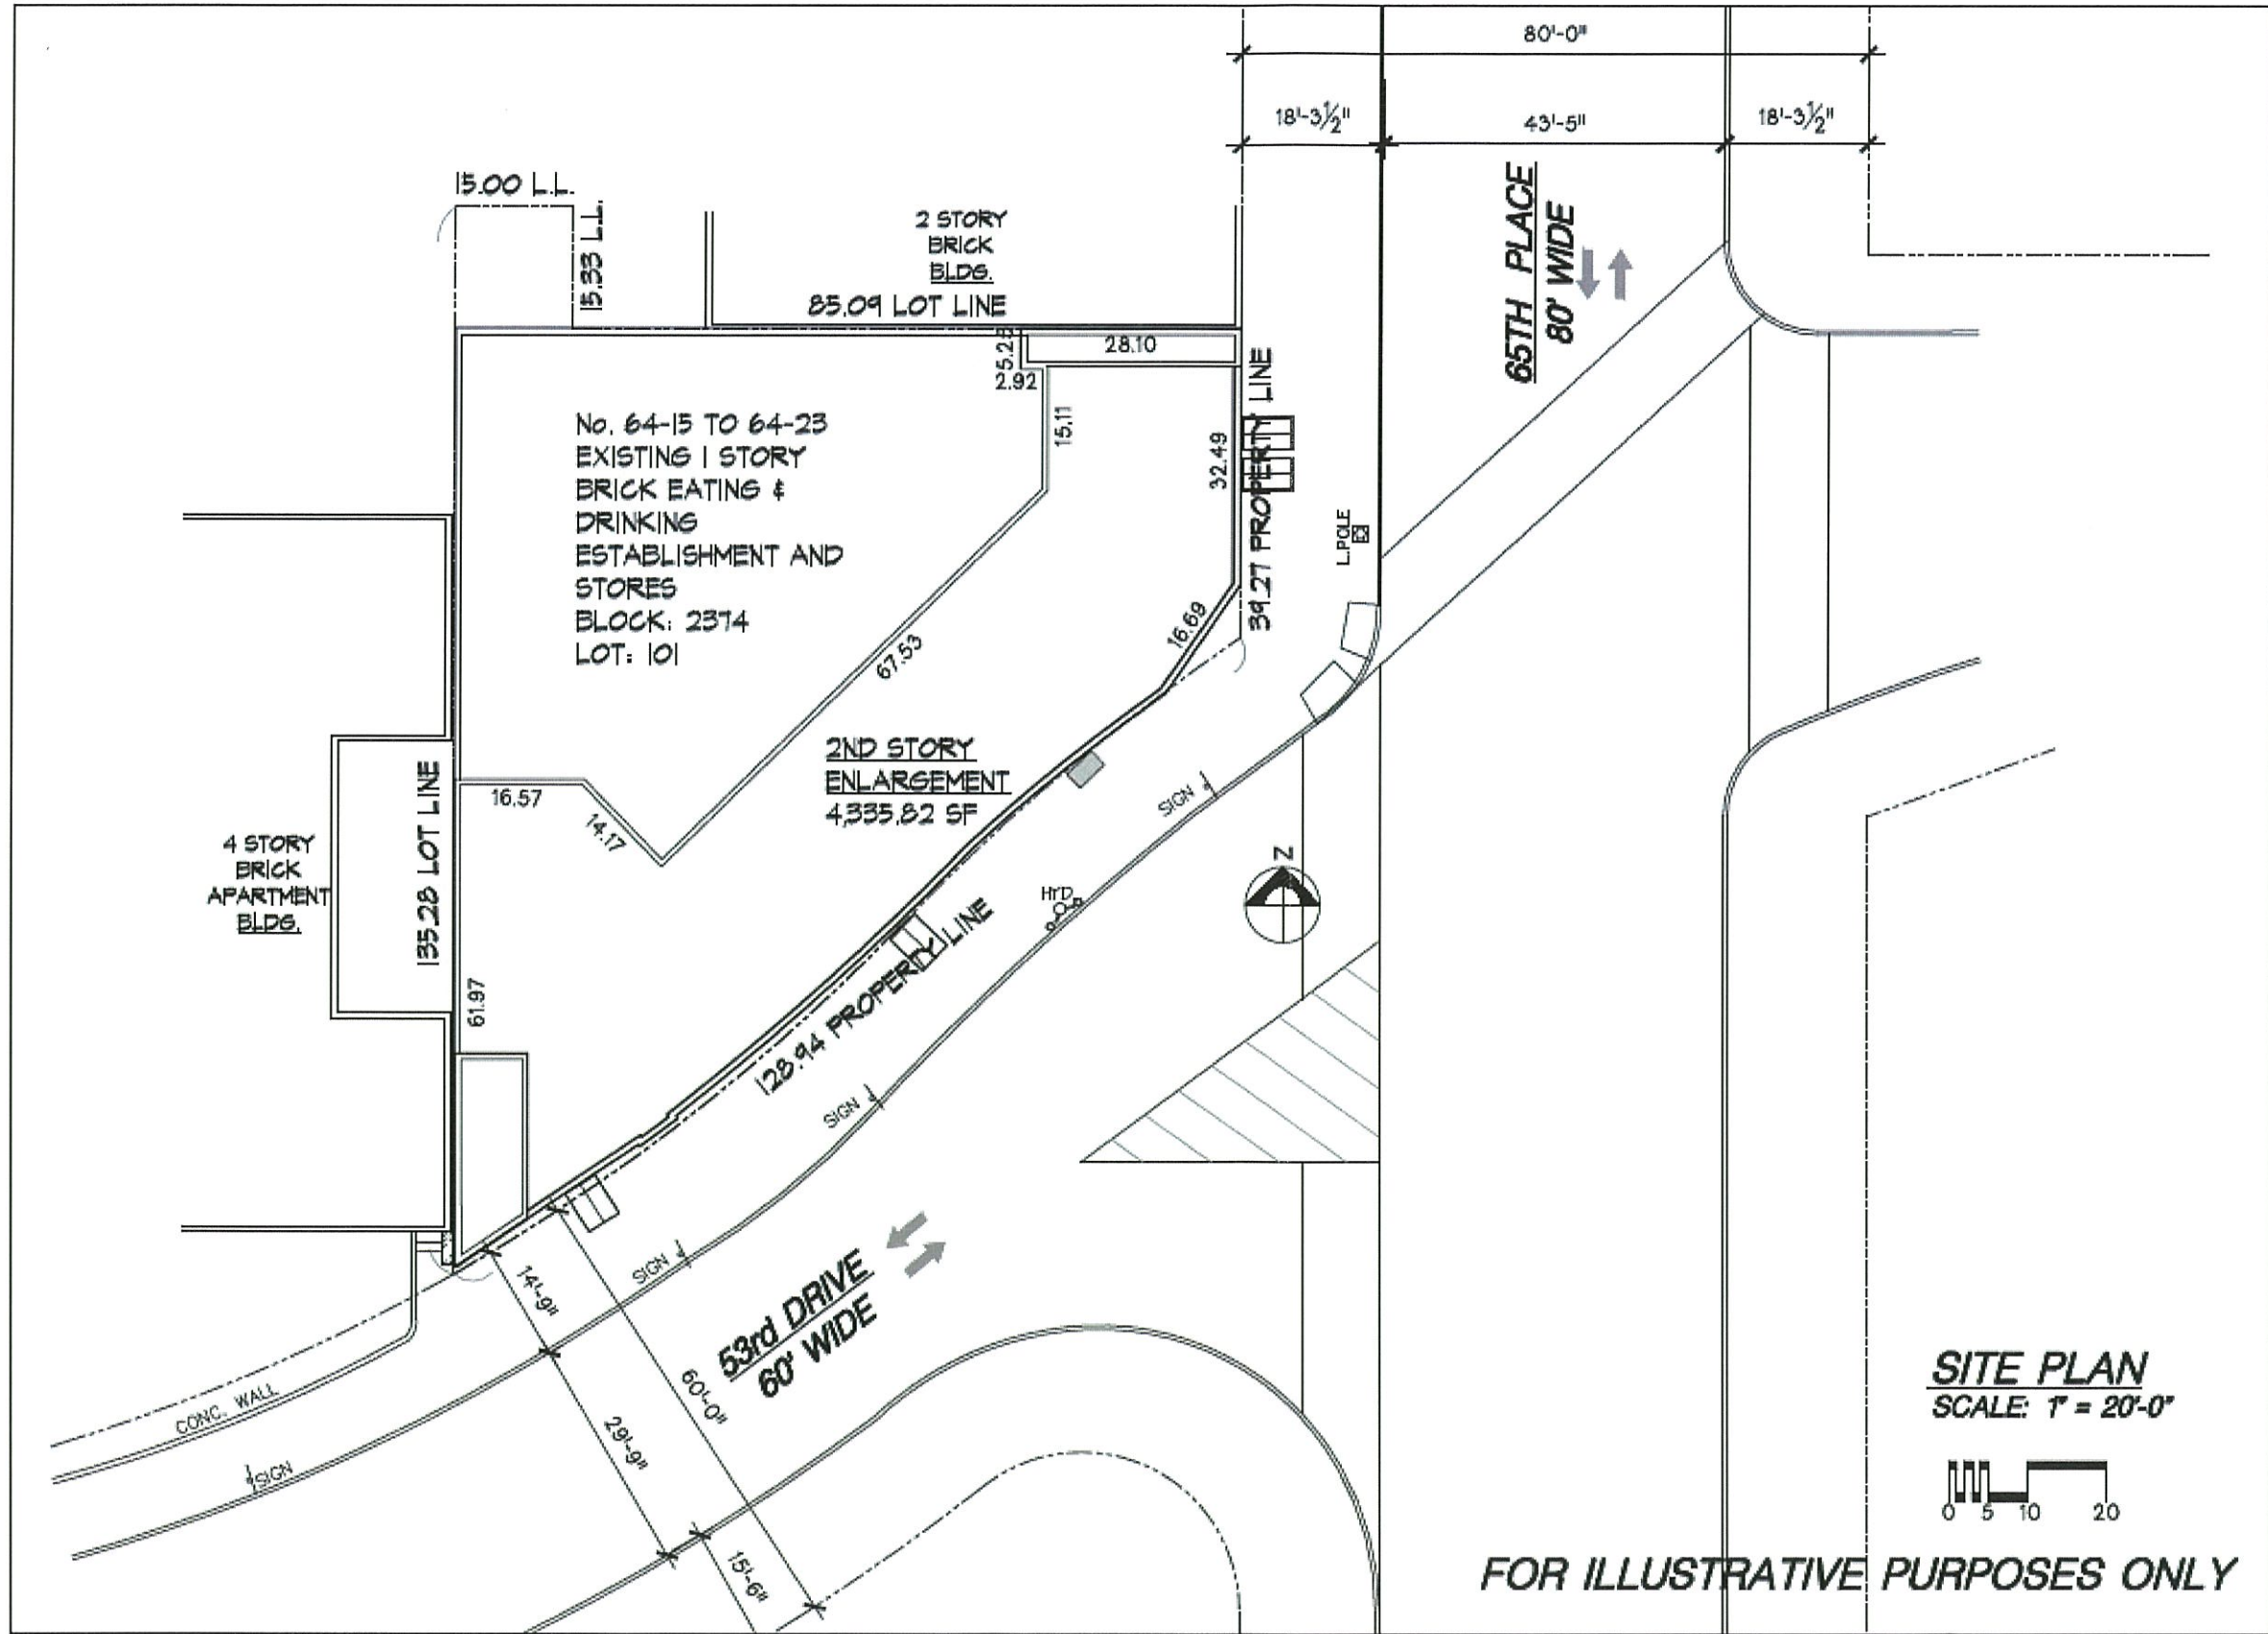 80'-0"
18'-3½"
43'-5"
18'-3½"
15.00 L.L.
15.33 L.L.
2 STORY
BRICK
BLDG.
85.09 LOT LINE
65TH PLACE
80' WIDE
28.10
2.92
15.11
32.49
39.27 PROPERTY LINE
No. 64-15 TO 64-23
EXISTING 1 STORY
BRICK EATING &
DRINKING
ESTABLISHMENT AND
STORES
BLOCK: 2374
LOT: 101
L.POLE
16.69
67.53
2ND STORY
ENLARGEMENT
4,335.82 SF
16.57
14.17
135.28 LOT LINE
4 STORY
BRICK
APARTMENT
BLDG.
61.97
SIGN
HYD.
N
128.94 PROPERTY LINE
SIGN
SIGN
14'-9"
53rd DRIVE
60' WIDE
60'-0"
29'-9"
15'-6"
CONC. WALL
SIGN
SITE PLAN
SCALE: 1" = 20'-0"
0 5 10 20
FOR ILLUSTRATIVE PURPOSES ONLY